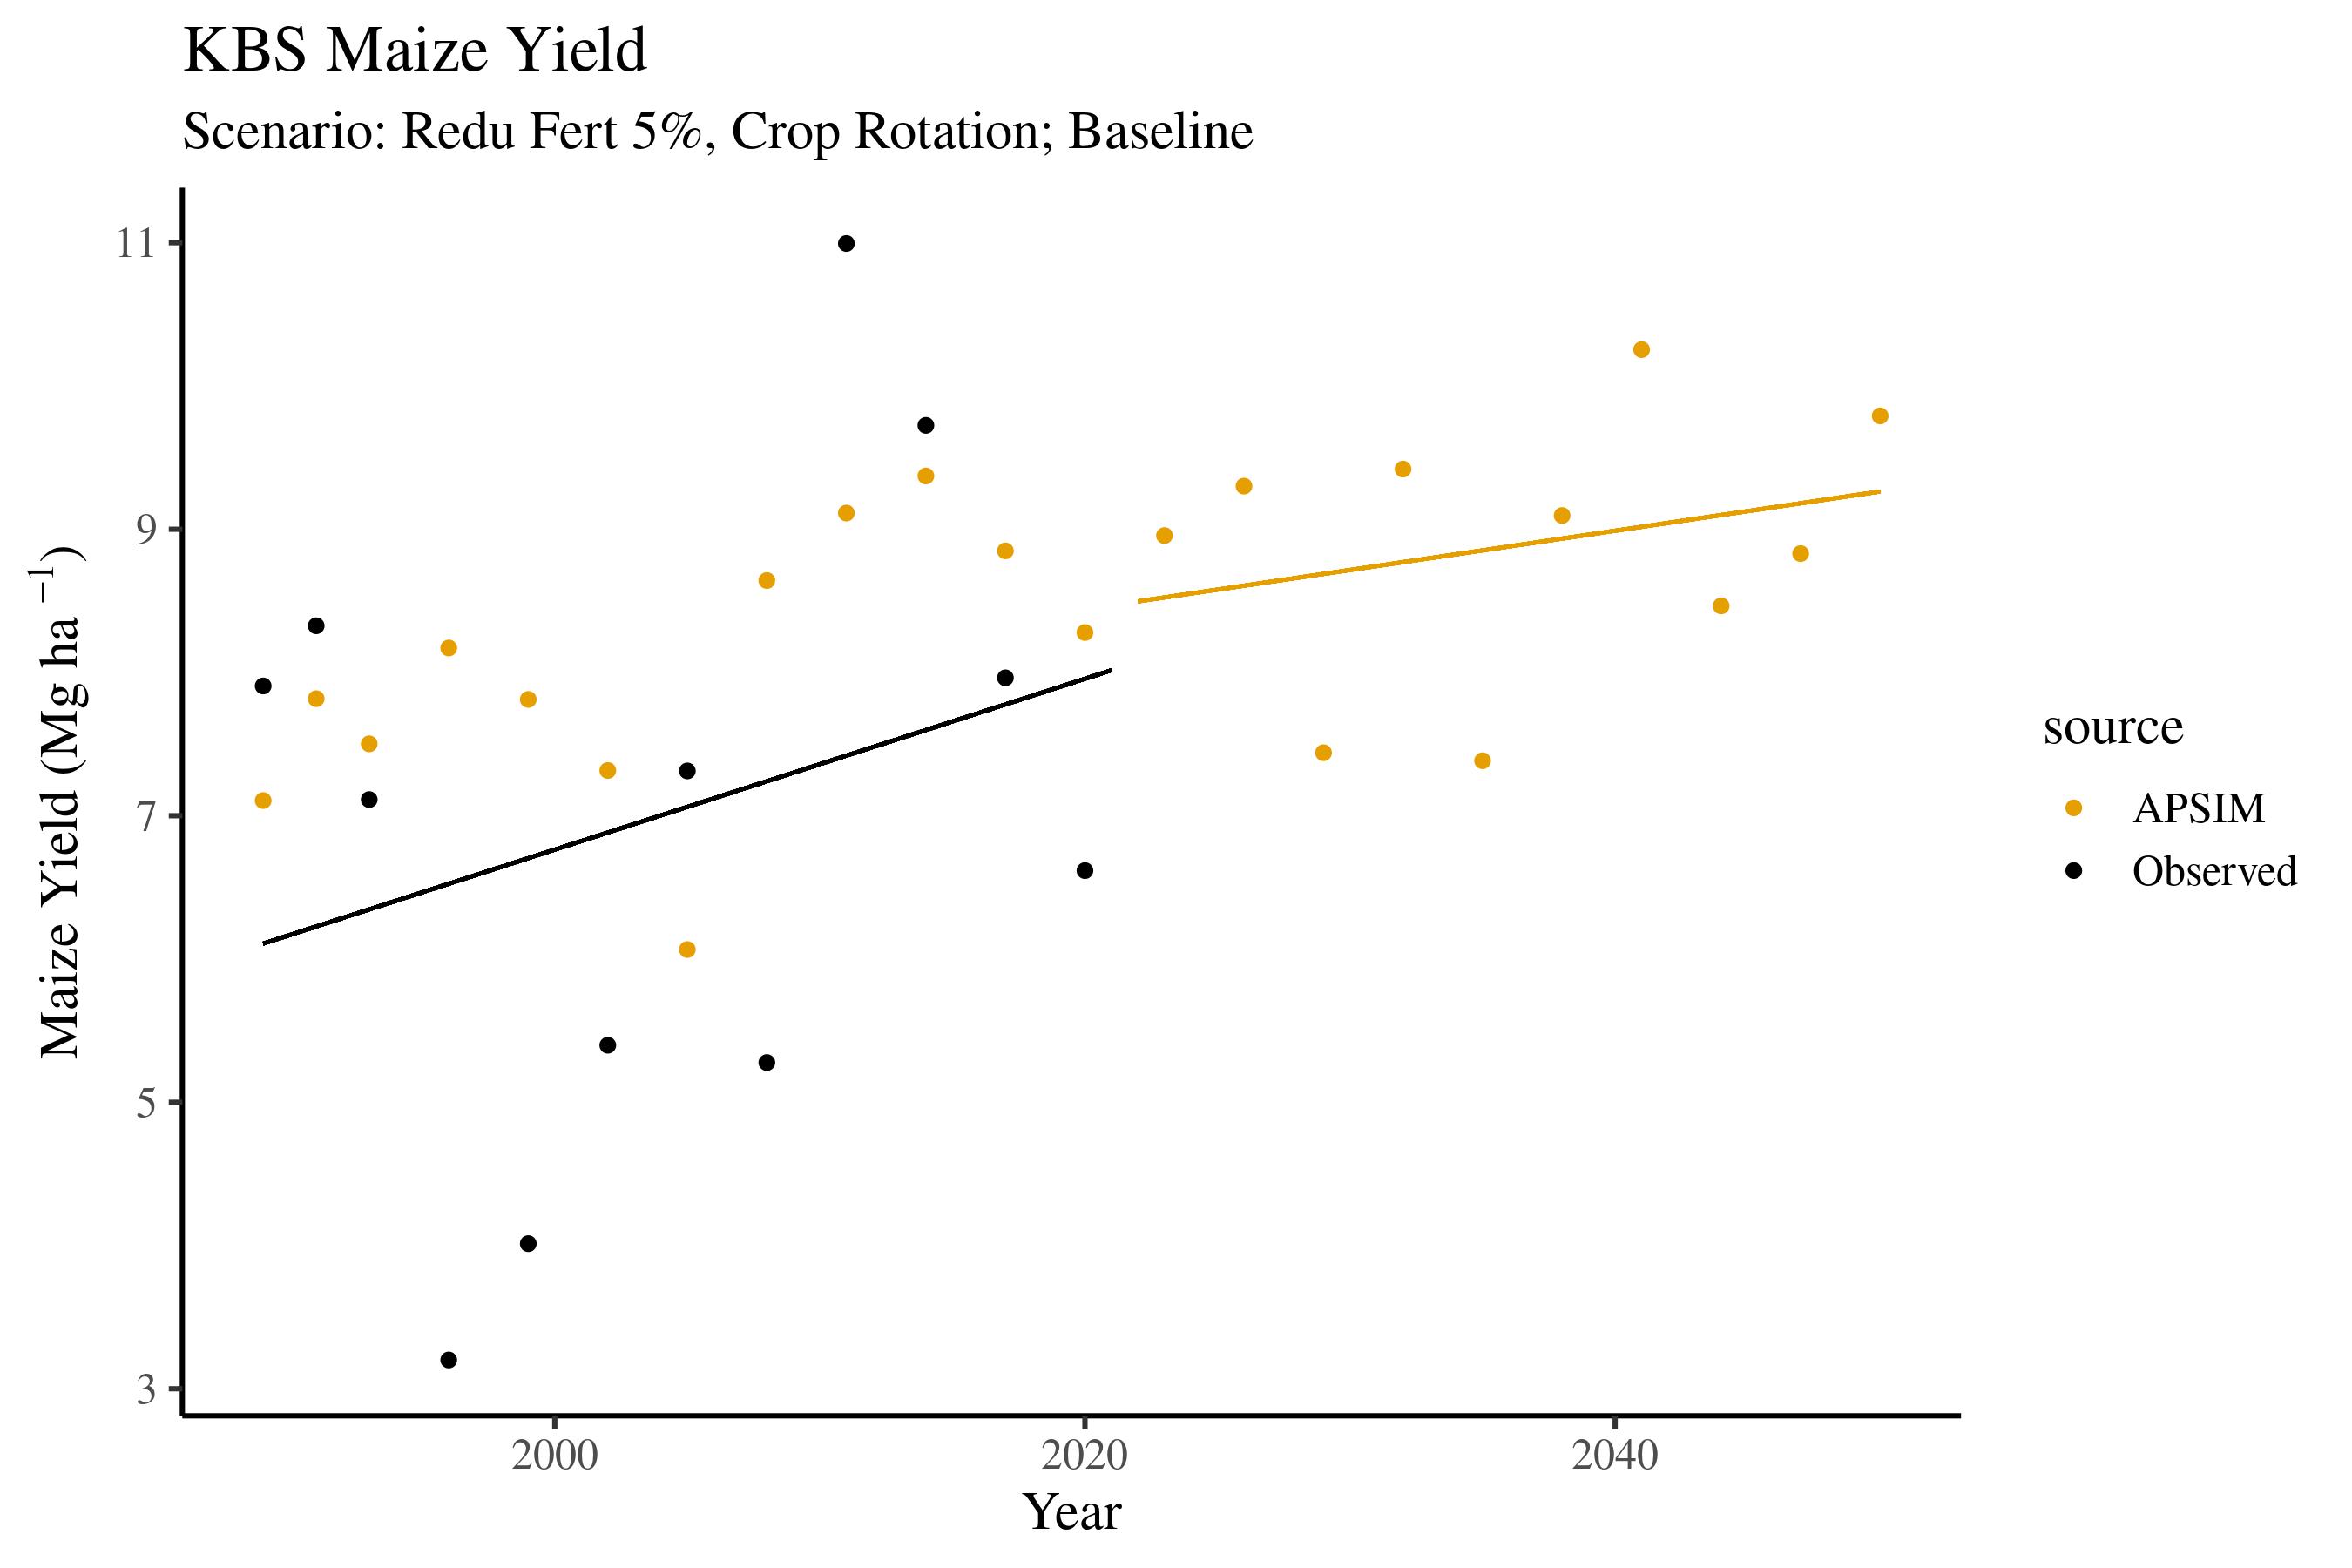 KBS Maize Yield
Scenario: Redu Fert 5%, Crop Rotation; Baseline
Maize Yield (Mg ha −1)
11
9
7
5
3
2000
2020
2040
Year
source
APSIM
Observed